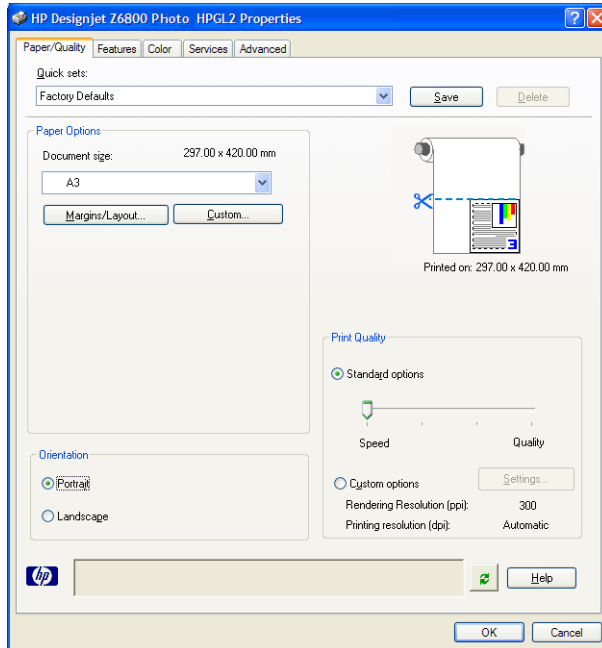 HP Designjet Z6800 Photo HPGL2 Properties
Paper/Quality Features Color Services Advanced
Quick sets:
Factory Defaults Save Delete
Paper Options
Document size: 297.00 x 420.00 mm
A3
Margins/Layout... Custom...
Printed on: 297.00 x 420.00 mm
Print Quality
Standard options
Speed Quality
Custom options Settings...
Rendering Resolution (ppi): 300
Printing resolution (dpi): Automatic
Orientation
Portrait
Landscape
hp Help
OK Cancel